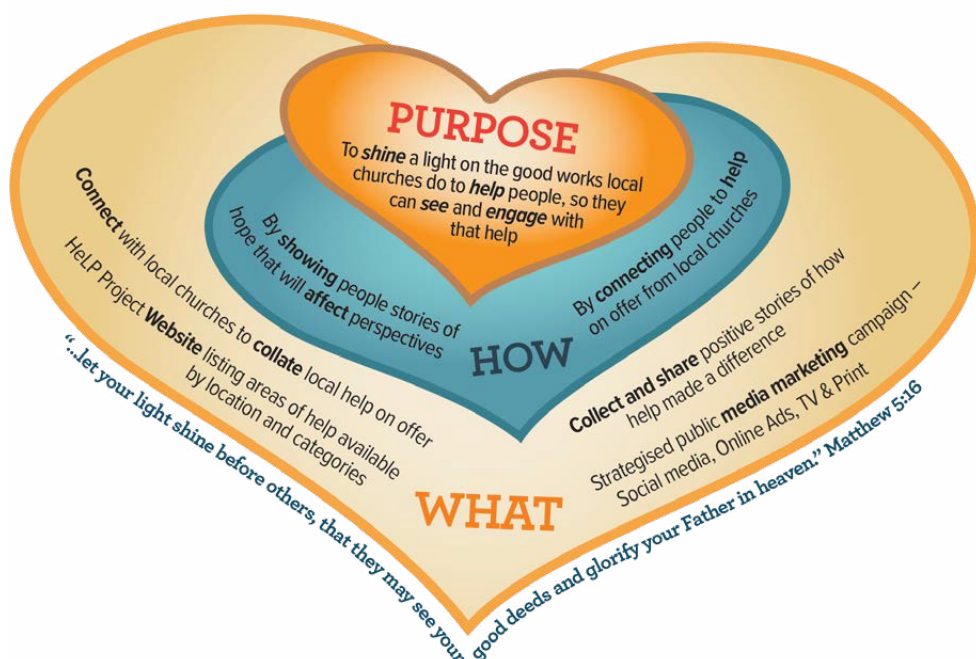 PURPOSE
To shine a light on the good works local
churches do to help people, so they
can see and engage with
that help
By showing people stories of
hope that will affect perspectives
By connecting people to help
on offer from local churches
HOW
Connect with local churches to collate local help on offer
HeLP Project Website listing areas of help available
by location and categories
Collect and share positive stories of how
help made a difference
Strategised public media marketing campaign –
Social media, Online Ads, TV & Print
WHAT
“...let your light shine before others, that they may see your
good deeds and glorify your Father in heaven.” Matthew 5:16